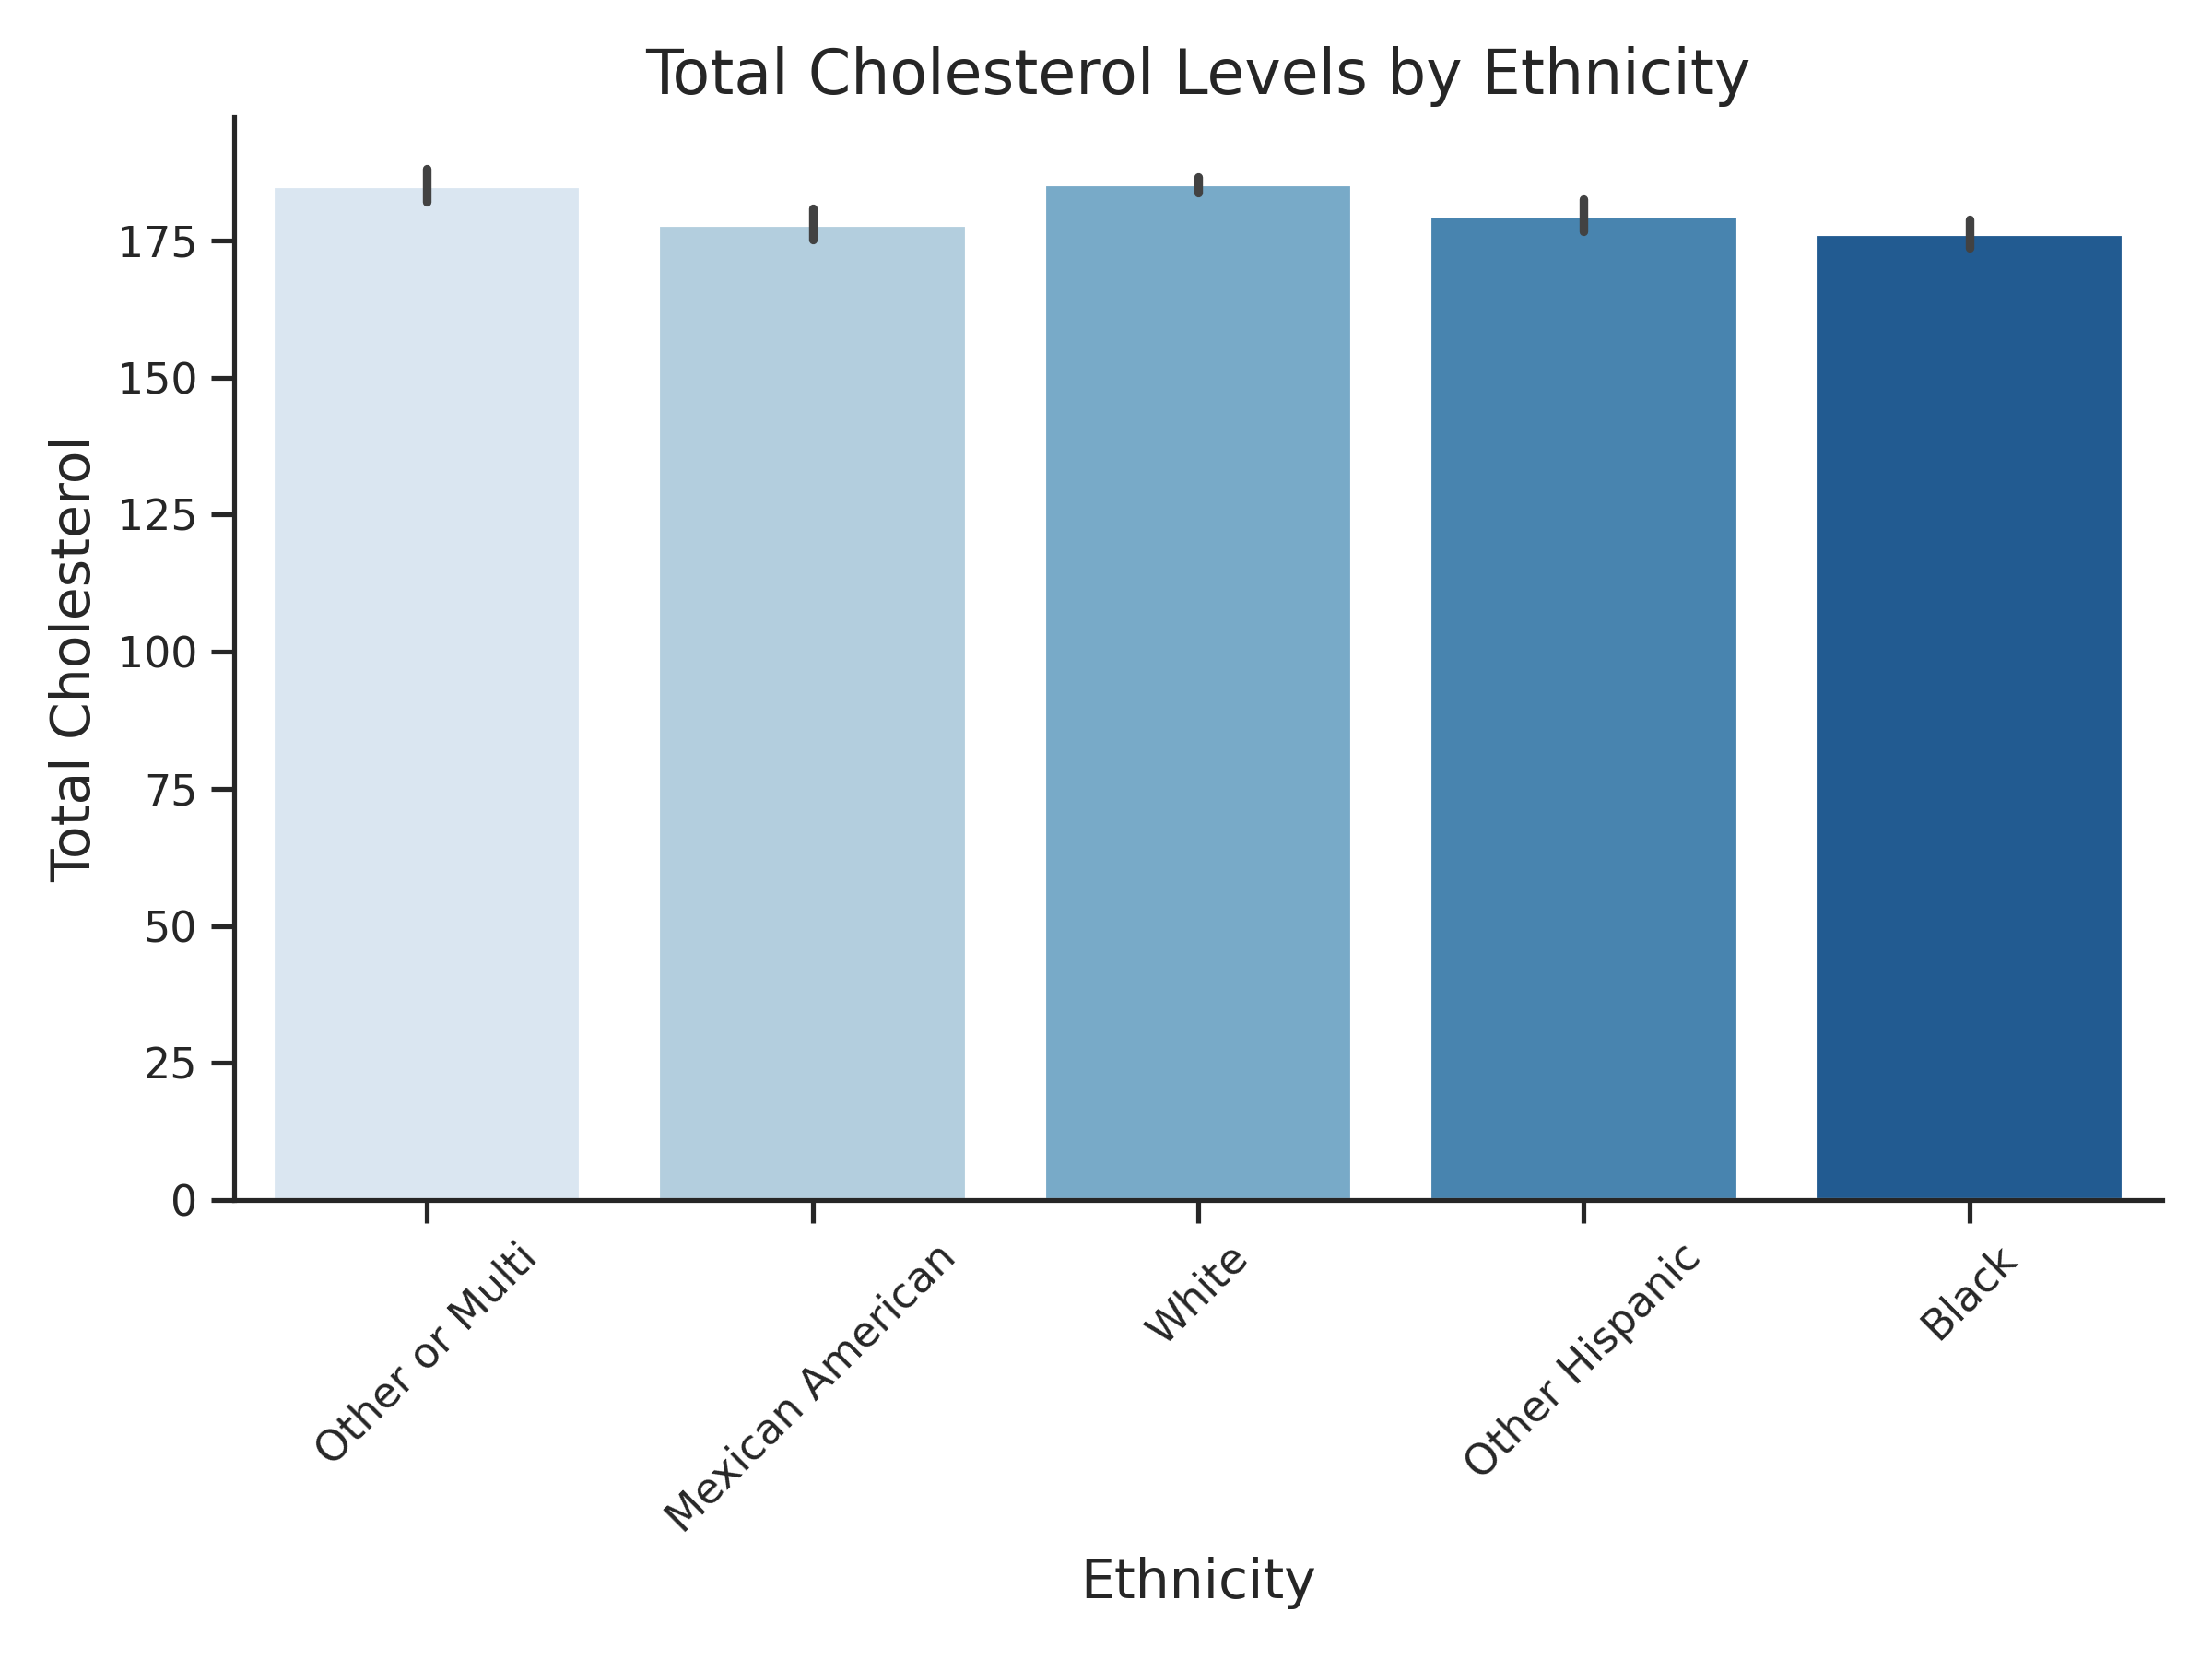 Total Cholesterol Levels by Ethnicity
Total Cholesterol
175
150
125
100
75
50
25
0
Other or Multi
Mexican American
White
Other Hispanic
Black
Ethnicity